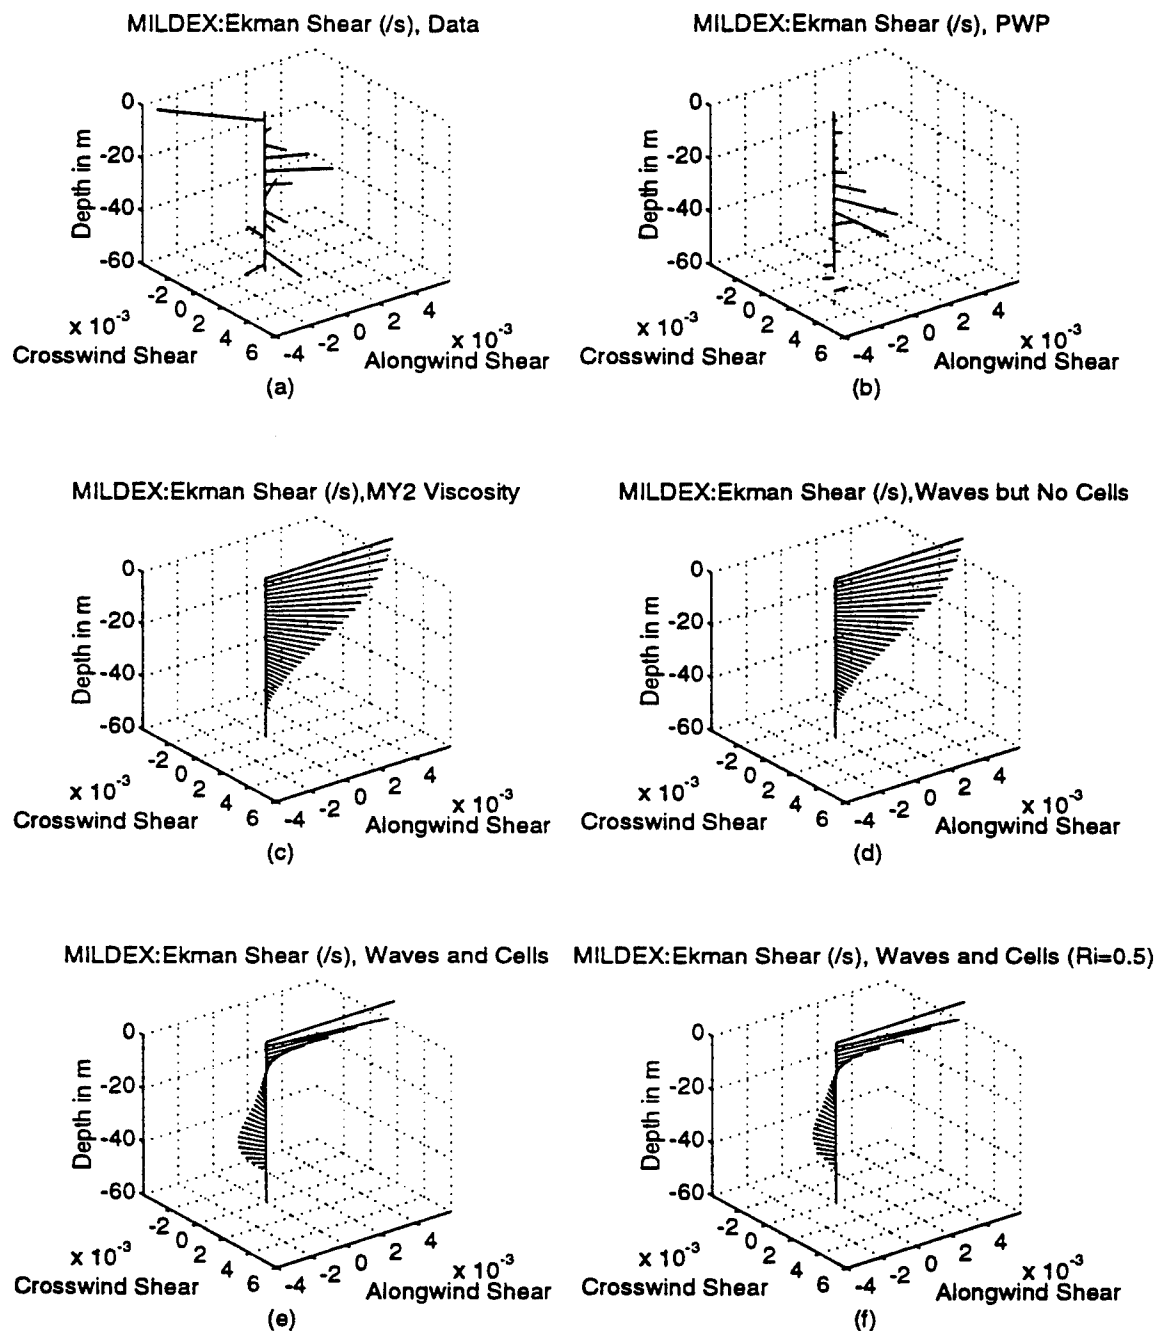 MILDEX:Ekman Shear (/s), Data
0
-20
-40
-60
Depth in m
-2
0
2
4
6
x 10-3
Crosswind Shear
-4
-2
0
2
4
x 10-3
Alongwind Shear
(a)
MILDEX:Ekman Shear (/s), PWP
0
-20
-40
-60
Depth in m
-2
0
2
4
6
x 10-3
Crosswind Shear
-4
-2
0
2
4
x 10-3
Alongwind Shear
(b)
MILDEX:Ekman Shear (/s),MY2 Viscosity
0
-20
-40
-60
Depth in m
-2
0
2
4
6
x 10-3
Crosswind Shear
-4
-2
0
2
4
x 10-3
Alongwind Shear
(c)
MILDEX:Ekman Shear (/s),Waves but No Cells
0
-20
-40
-60
Depth in m
-2
0
2
4
6
x 10-3
Crosswind Shear
-4
-2
0
2
4
x 10-3
Alongwind Shear
(d)
MILDEX:Ekman Shear (/s), Waves and Cells
0
-20
-40
-60
Depth in m
-2
0
2
4
6
x 10-3
Crosswind Shear
-4
-2
0
2
4
x 10-3
Alongwind Shear
(e)
MILDEX:Ekman Shear (/s), Waves and Cells (Ri=0.5)
0
-20
-40
-60
Depth in m
-2
0
2
4
6
x 10-3
Crosswind Shear
-4
-2
0
2
4
x 10-3
Alongwind Shear
(f)